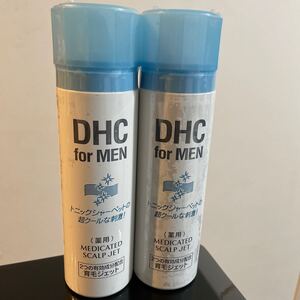 DHC
for MEN
トニックシャーベットの
超クールな刺激!
(薬用)
MEDICATED
SCALP JET
2つの有効成分配合
育毛ジェット
DHC
for MEN
トニックシャーベットの
超クールな刺激!
(薬用)
MEDICATED
SCALP JET
2つの有効成分配合
育毛ジェット